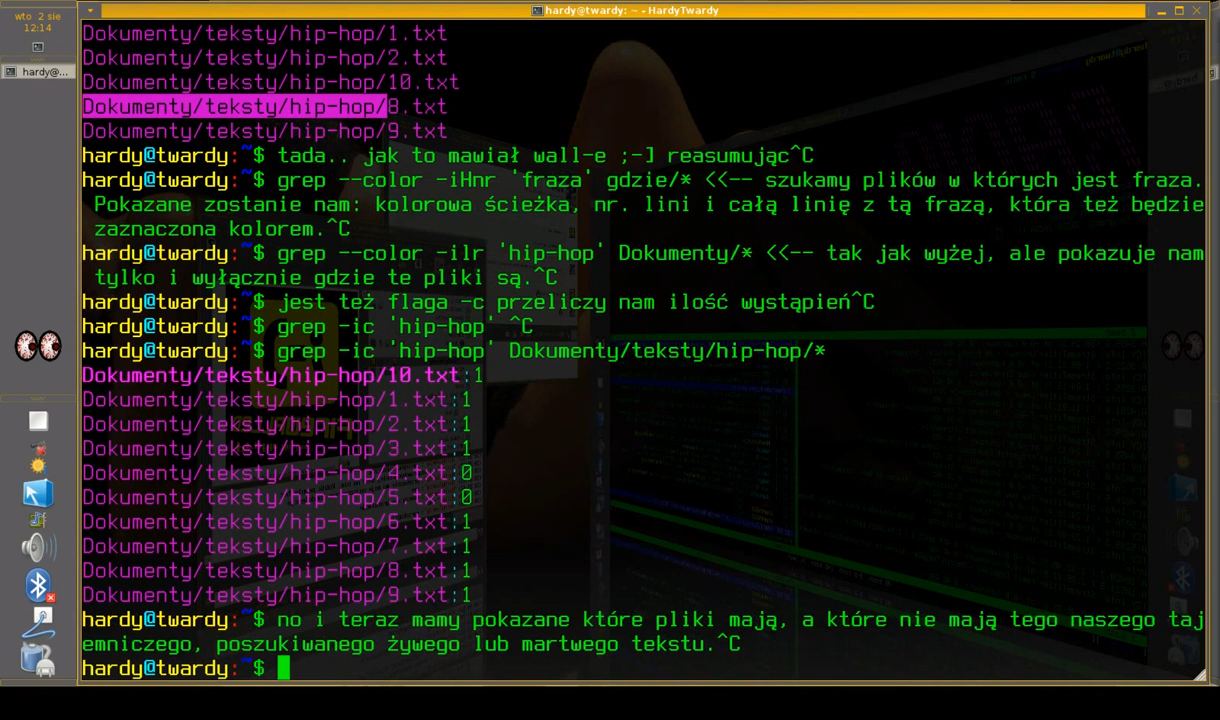 wto 2 sie
12:14
hardy@...
hardy@twardy: ~ - HardyTwardy
Dokumenty/teksty/hip-hop/1.txt
Dokumenty/teksty/hip-hop/2.txt
Dokumenty/teksty/hip-hop/10.txt
Dokumenty/teksty/hip-hop/8.txt
Dokumenty/teksty/hip-hop/9.txt
hardy@twardy:~$ tada.. jak to mawiał wall-e ;-] reasumując^C
hardy@twardy:~$ grep --color -iHnr 'fraza' gdzie/* <<-- szukamy plików w których jest fraza.
Pokazane zostanie nam: kolorowa ścieżka, nr. lini i całą linię z tą frazą, która też będzie
zaznaczona kolorem.^C
hardy@twardy:~$ grep --color -ilr 'hip-hop' Dokumenty/* <<-- tak jak wyżej, ale pokazuje nam
tylko i wyłącznie gdzie te pliki są.^C
hardy@twardy:~$ jest też flaga -c przeliczy nam ilość wystąpień^C
hardy@twardy:~$ grep -ic 'hip-hop' ^C
hardy@twardy:~$ grep -ic 'hip-hop' Dokumenty/teksty/hip-hop/*
Dokumenty/teksty/hip-hop/10.txt:1
Dokumenty/teksty/hip-hop/1.txt:1
Dokumenty/teksty/hip-hop/2.txt:1
Dokumenty/teksty/hip-hop/3.txt:1
Dokumenty/teksty/hip-hop/4.txt:0
Dokumenty/teksty/hip-hop/5.txt:0
Dokumenty/teksty/hip-hop/6.txt:1
Dokumenty/teksty/hip-hop/7.txt:1
Dokumenty/teksty/hip-hop/8.txt:1
Dokumenty/teksty/hip-hop/9.txt:1
hardy@twardy:~$ no i teraz mamy pokazane które pliki mają, a które nie mają tego naszego taj
emniczego, poszukiwanego żywego lub martwego tekstu.^C
hardy@twardy:~$